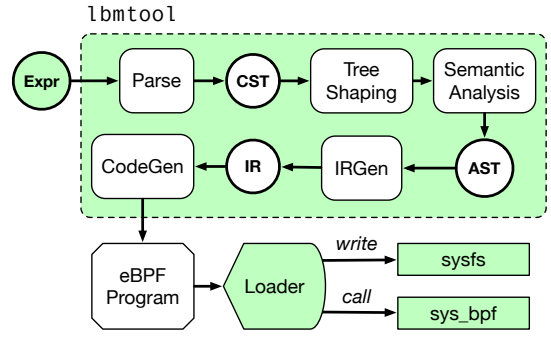 lbmtool
Expr
Parse
CST
Tree
Shaping
Semantic
Analysis
CodeGen
IR
IRGen
AST
eBPF
Program
Loader
write
sysfs
call
sys_bpf